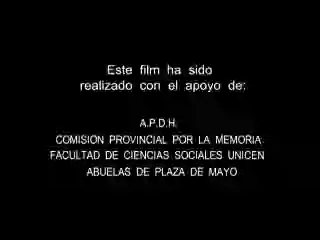 Este film ha sido
realizado con el apoyo de:
A.P.D.H.
COMISION PROVINCIAL POR LA MEMORIA
FACULTAD DE CIENCIAS SOCIALES UNICEN
ABUELAS DE PLAZA DE MAYO